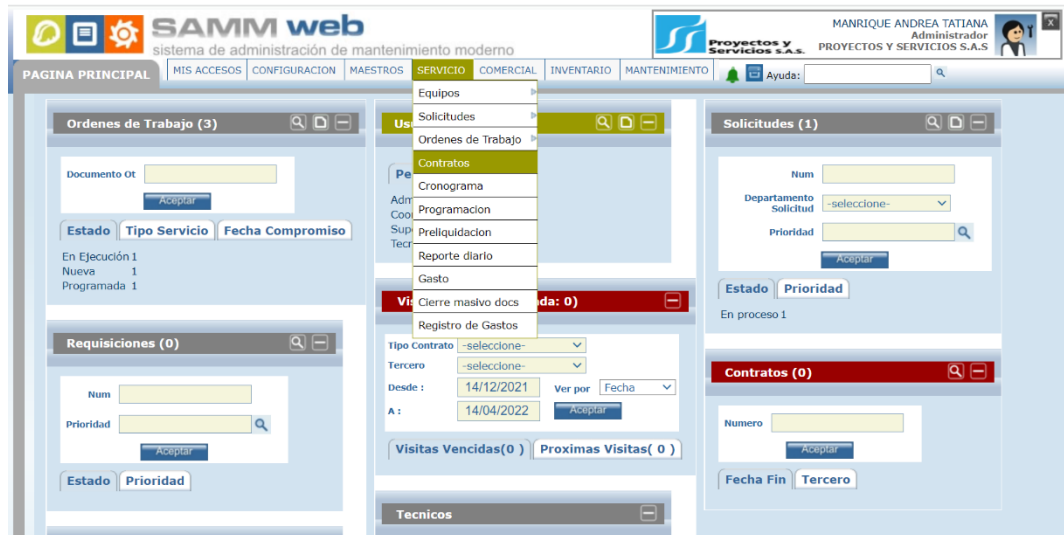 SAMM web
sistema de administración de mantenimiento moderno
Proyectos y
Servicios S.A.S.
MANRIQUE ANDREA TATIANA
Administrador
PROYECTOS Y SERVICIOS S.A.S
X
PAGINA PRINCIPAL
MIS ACCESOS
CONFIGURACION
MAESTROS
SERVICIO
COMERCIAL
INVENTARIO
MANTENIMIENTO
Ayuda:
Equipos
Solicitudes
Ordenes de Trabajo
Contratos
Cronograma
Programacion
Preliquidacion
Reporte diario
Gasto
Cierre masivo docs
Registro de Gastos
Ordenes de Trabajo (3)
Documento Ot
Aceptar
Estado
Tipo Servicio
Fecha Compromiso
En Ejecución 1
Nueva 1
Programada 1
Requisiciones (0)
Num
Prioridad
Aceptar
Estado
Prioridad
Us
Pe
Adm
Coo
Sup
Tecr
da: 0)
Tipo Contrato -seleccione-
Tercero -seleccione-
Desde : 14/12/2021 Ver por Fecha
A : 14/04/2022 Aceptar
Visitas Vencidas(0 )
Proximas Visitas( 0 )
Tecnicos
Solicitudes (1)
Num
Departamento
Solicitud -seleccione-
Prioridad
Aceptar
Estado
Prioridad
En proceso 1
Contratos (0)
Numero
Aceptar
Fecha Fin
Tercero